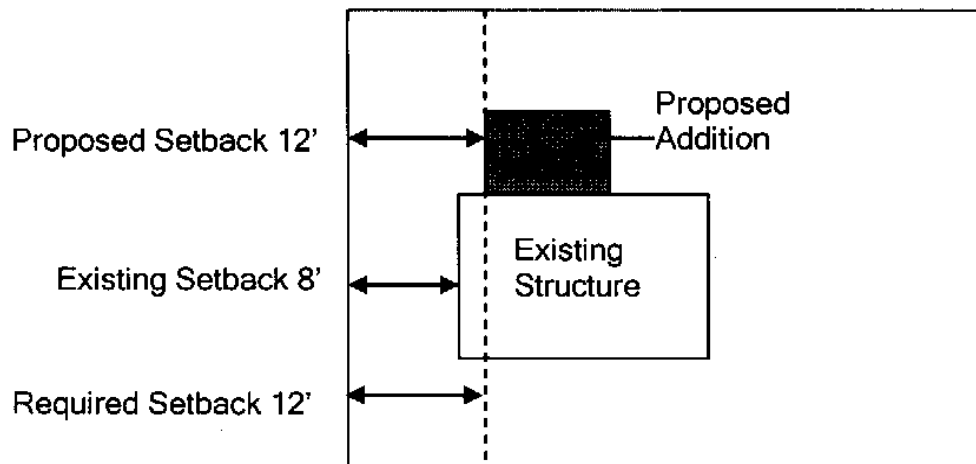 Proposed
Addition
Proposed Setback 12’
Existing
Structure
Existing Setback 8’
Required Setback 12’